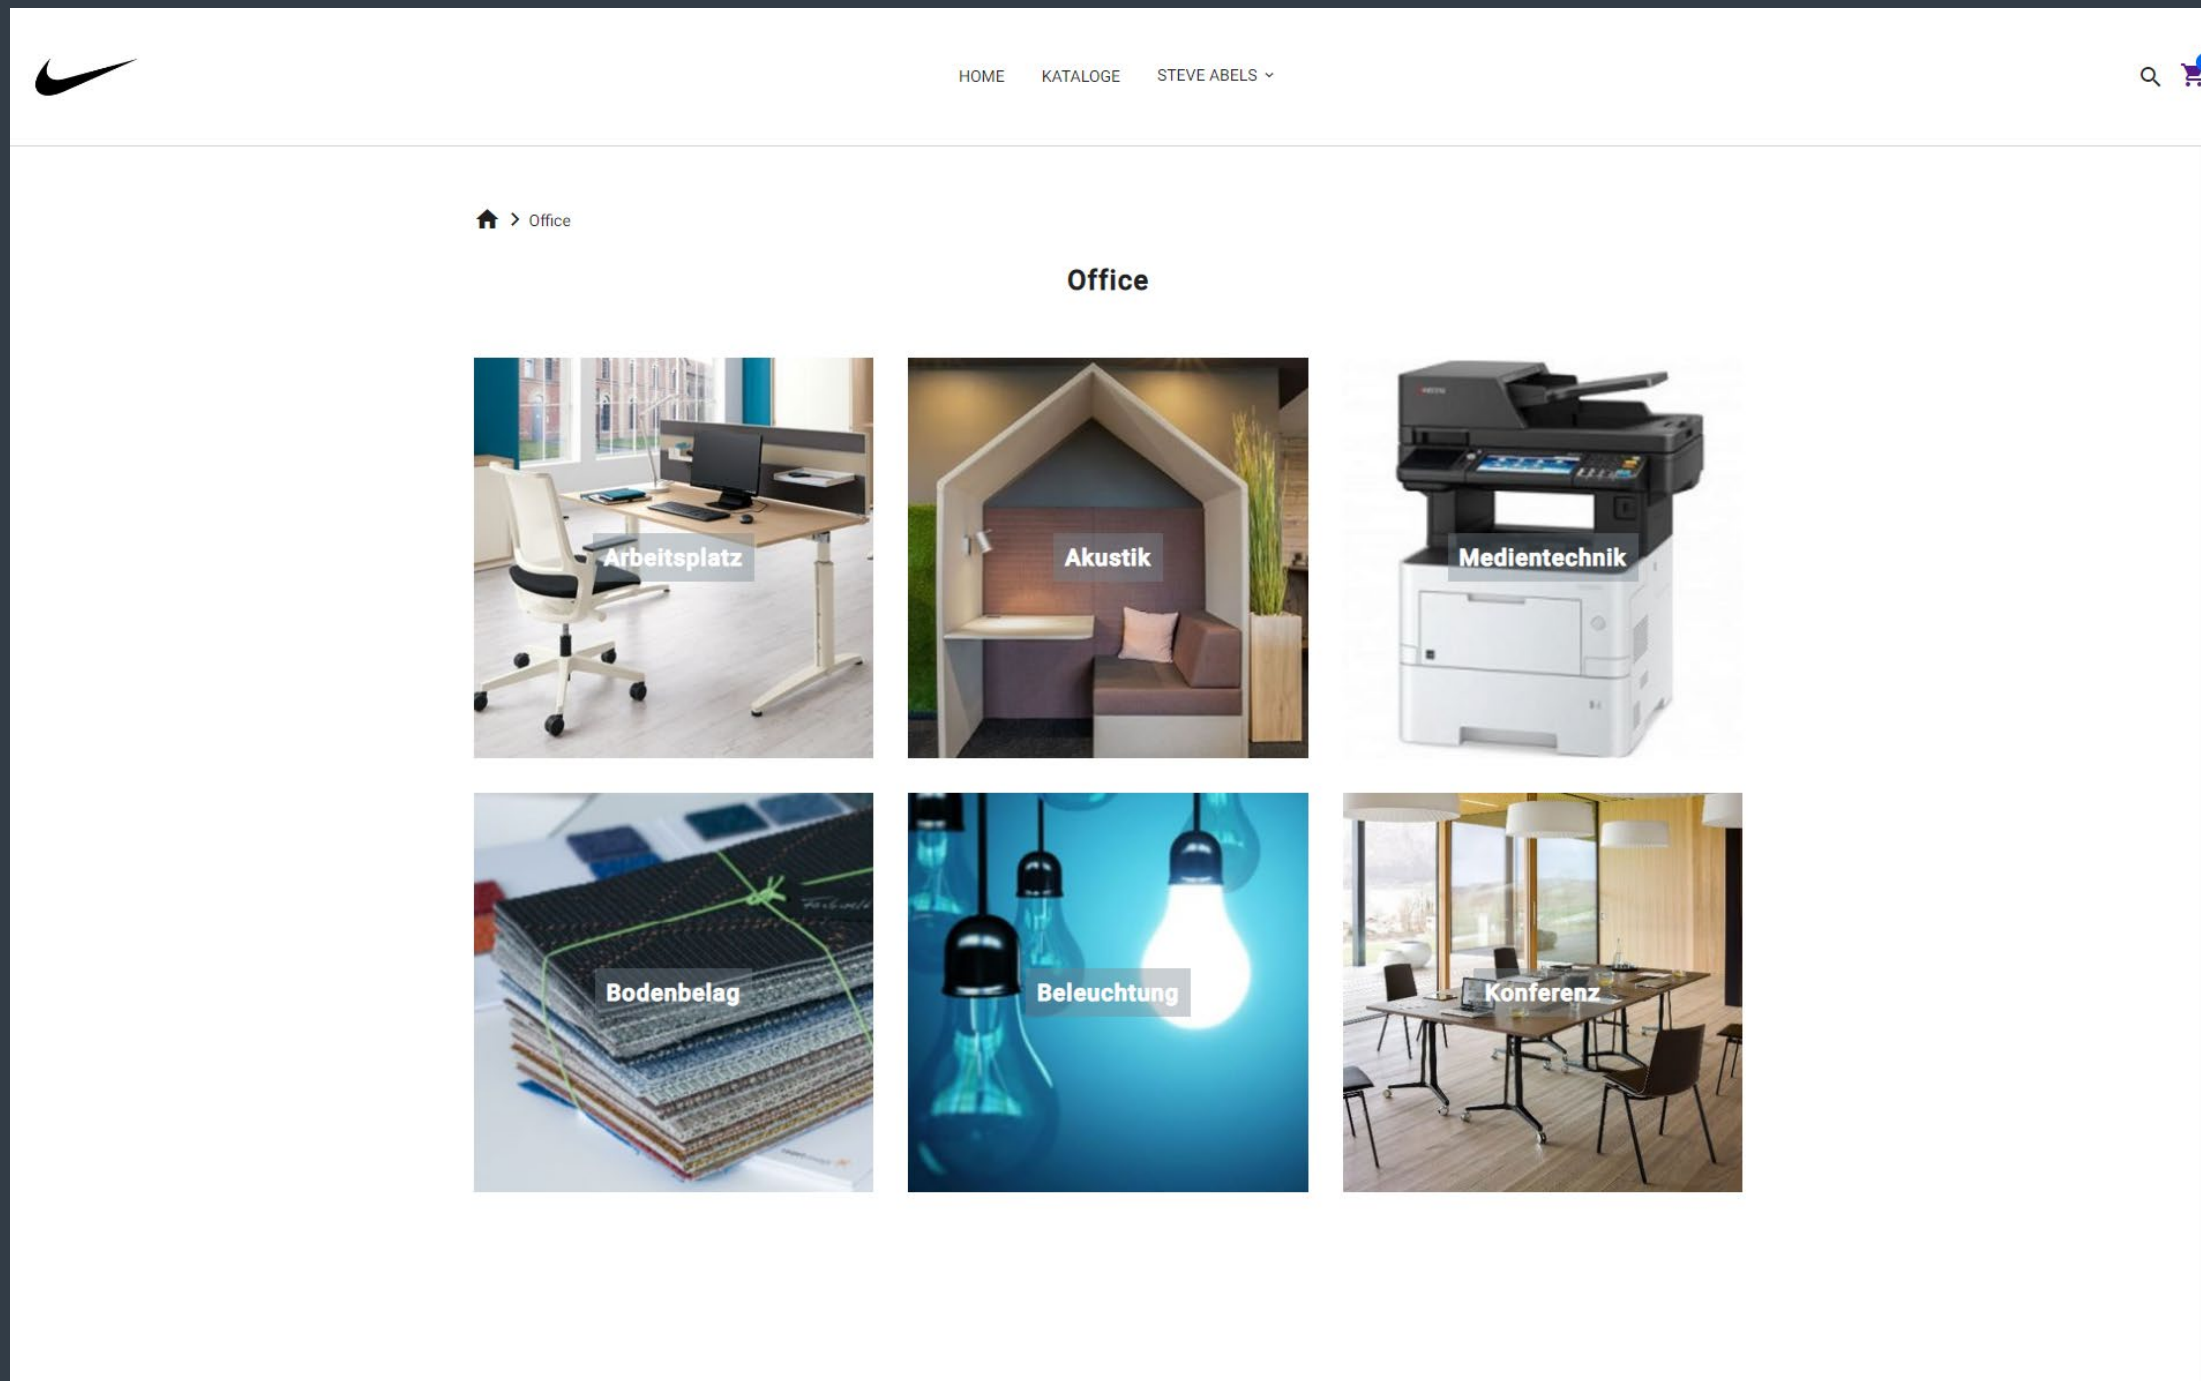 HOME KATALOGE STEVE ABELS
Office
Office
Arbeitsplatz
Akustik
Medientechnik
Bodenbelag
Beleuchtung
Konferenz